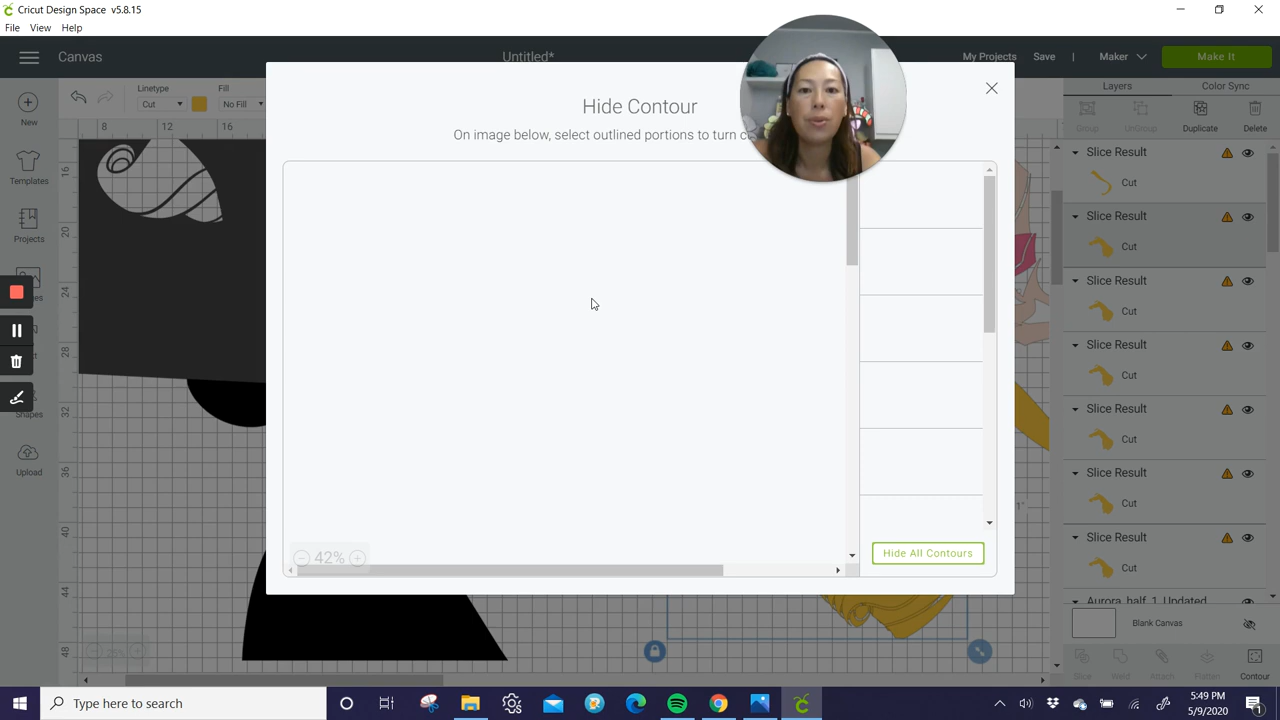 Cricut Design Space v5.8.15
File View Help
Canvas
Untitled*
My Projects Save | Maker Make It
Linetype
Cut
Fill
No Fill
Layers
Color Sync
Group
UnGroup
Duplicate
Delete
New
Templates
Projects
Shapes
Upload
8 12 16
16
20
24
28
32
36
40
44
48
Hide Contour
On image below, select outlined portions to turn
42%
Hide All Contours
Slice Result
Cut
Slice Result
Cut
Slice Result
Cut
Slice Result
Cut
Slice Result
Cut
Slice Result
Cut
Slice Result
Cut
Aurora_half_1_Updated
Blank Canvas
Slice
Weld
Attach
Flatten
Contour
Type here to search
5:49 PM
5/9/2020
1